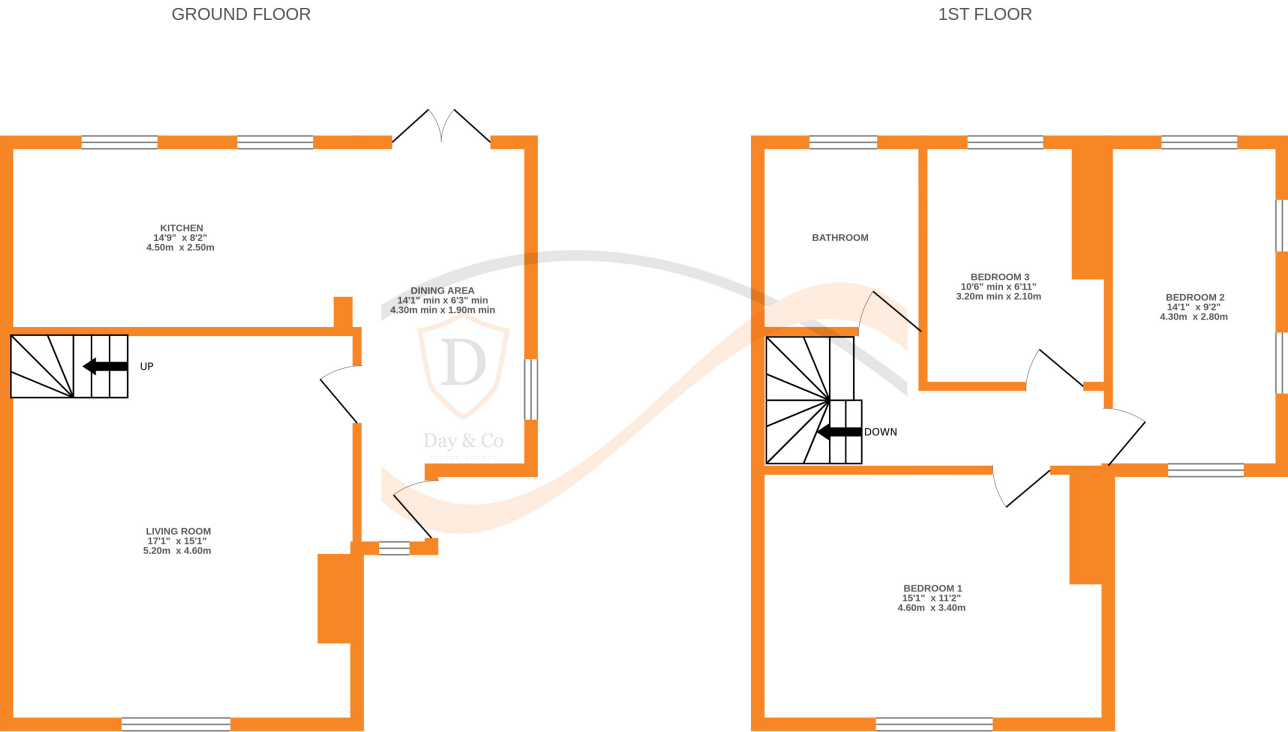 GROUND FLOOR
1ST FLOOR
KITCHEN
14'9" x 8'2"
4.50m x 2.50m
DINING AREA
14'1" min x 6'3" min
4.30m min x 1.90m min
UP
D
Day & Co
ESTATE AGENTS
LIVING ROOM
17'1" x 15'1"
5.20m x 4.60m
BATHROOM
BEDROOM 3
10'6" min x 6'11"
3.20m min x 2.10m
BEDROOM 2
14'1" x 9'2"
4.30m x 2.80m
DOWN
BEDROOM 1
15'1" x 11'2"
4.60m x 3.40m